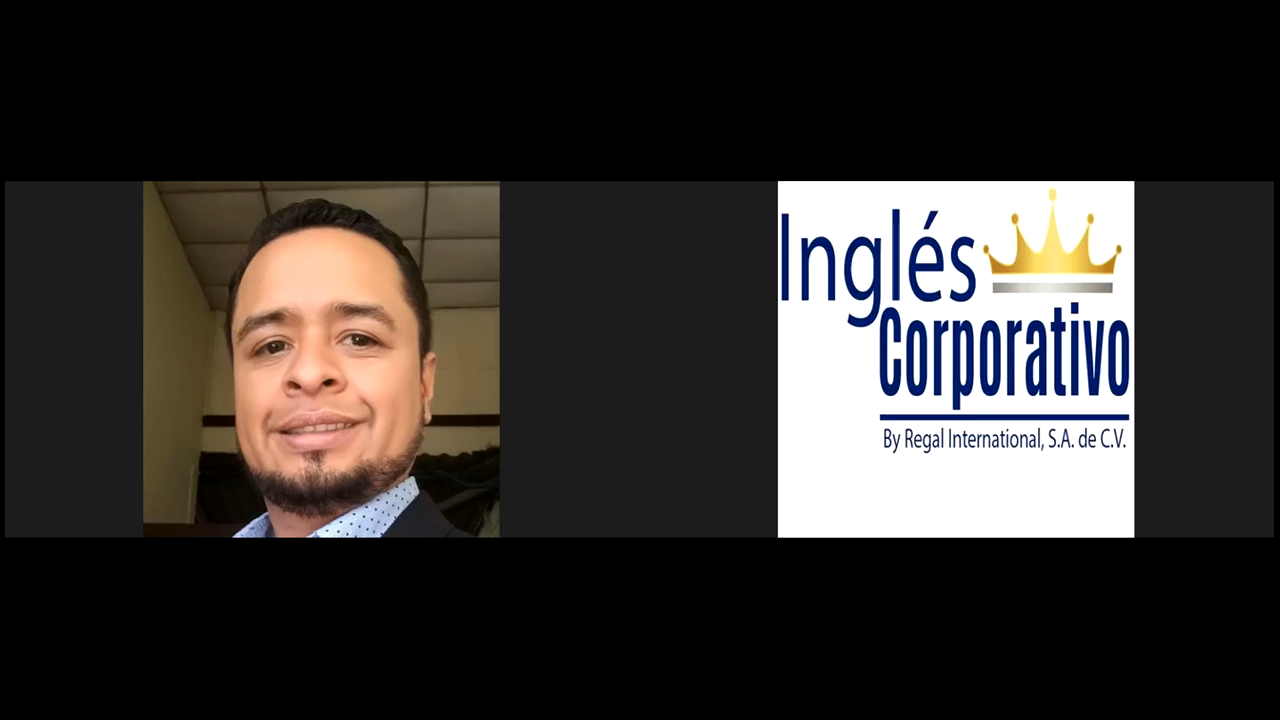 Inglés
Corporativo
By Regal International, S.A. de C.V.